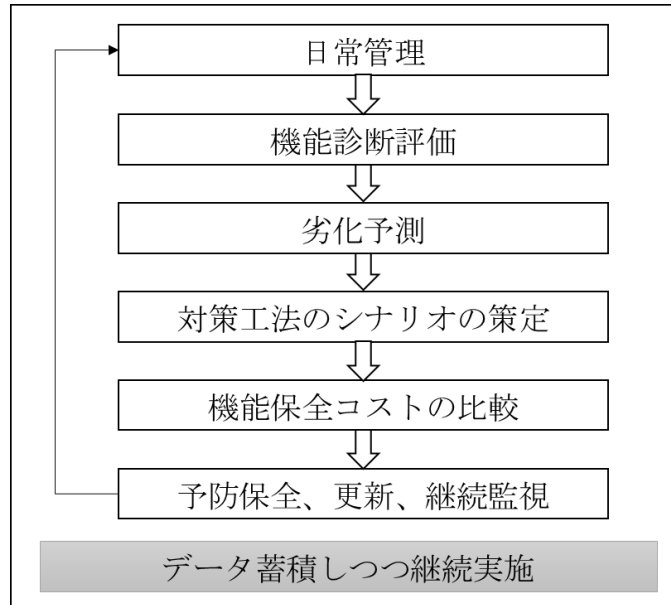 日常管理
機能診断評価
劣化予測
対策工法のシナリオの策定
機能保全コストの比較
予防保全、更新、継続監視
データ蓄積しつつ継続実施